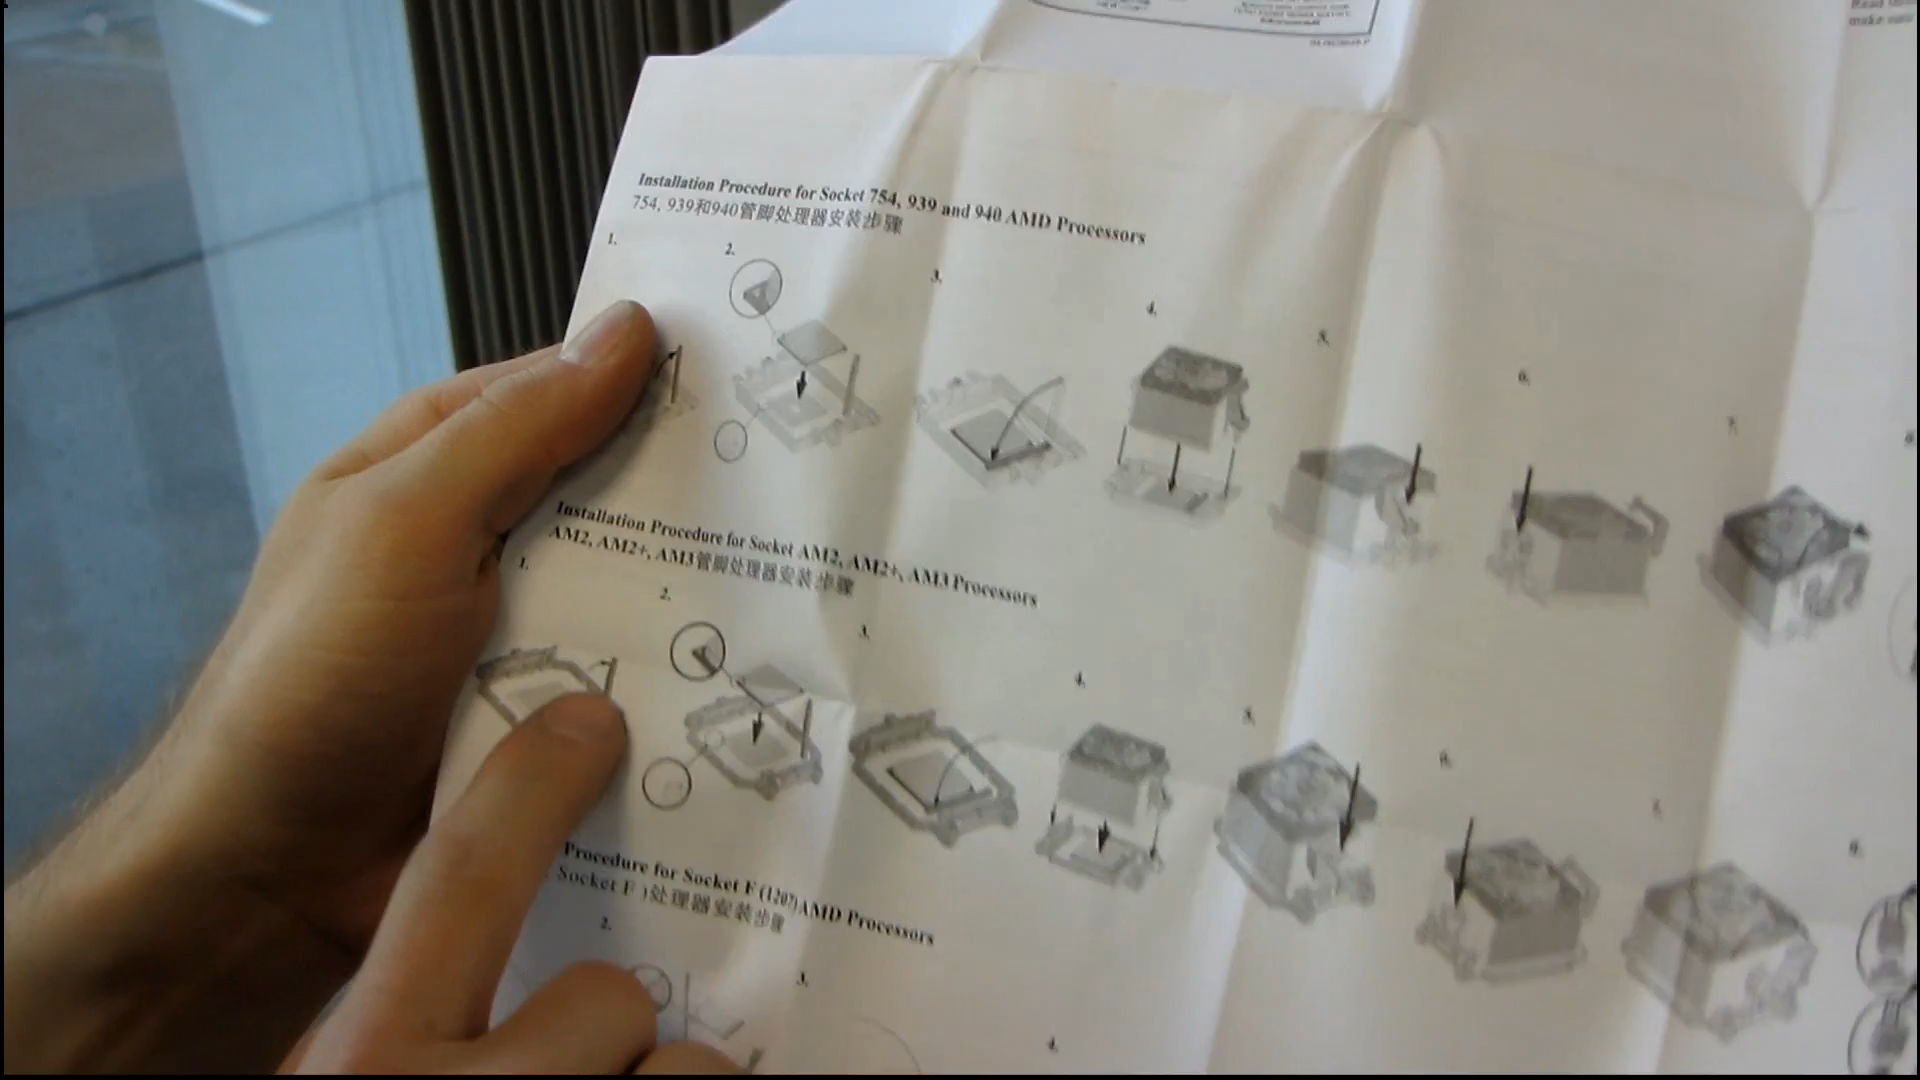 Read
make sure
Installation Procedure for Socket 754, 939 and 940 AMD Processors
754, 939和940管脚处理器安装步骤
1.
2.
3.
4.
5.
6.
7.
Installation Procedure for Socket AM2, AM2+, AM3 Processors
AM2, AM2+, AM3管脚处理器安装步骤
1.
2.
3.
4.
5.
6.
7.
8.
Procedure for Socket F (1207) AMD Processors
Socket F )处理器安装步骤
2.
3.
4.